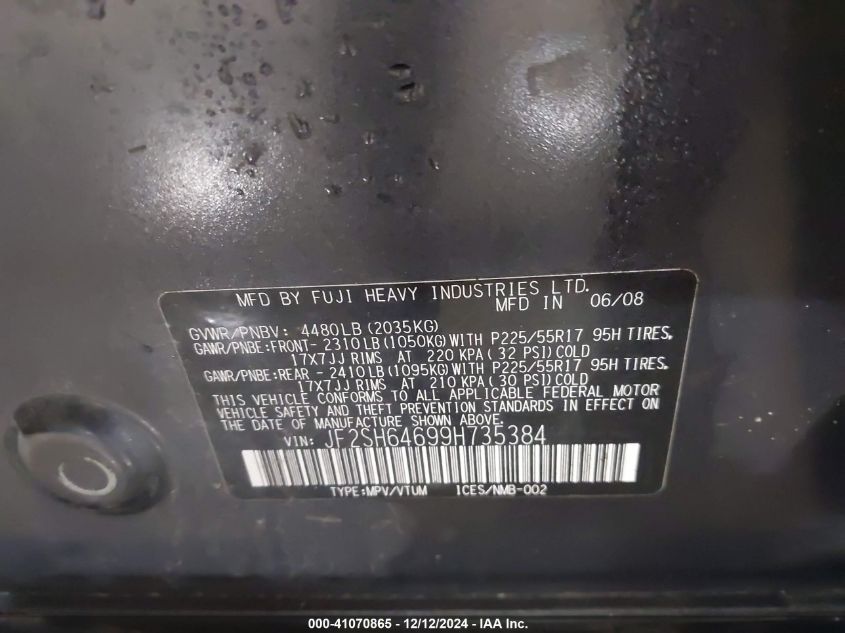 MFD BY FUJI HEAVY INDUSTRIES LTD.
MFD IN 06/08
GVWR/PNBV: 4480LB(2035KG)
GAWR/PNBE:FRONT- 2310LB(1050KG)WITH P225/55R17 95H TIRES.
17X7JJ RIMS AT 220 KPA(32 PSI)COLD
GAWR/PNBE:REAR - 2410LB(1095KG)WITH P225/55R17 95H TIRES.
17X7JJ RIMS AT 210 KPA(30 PSI)COLD
THIS VEHICLE CONFORMS TO ALL APPLICABLE FEDERAL MOTOR
VEHICLE SAFETY AND THEFT PREVENTION STANDARDS IN EFFECT ON
THE DATE OF MANUFACTURE SHOWN ABOVE.
VIN: JF2SH64699H735384
TYPE:MPV/VTUM ICES/NMB-002
000-41070865 - 12/12/2024 - IAA Inc.